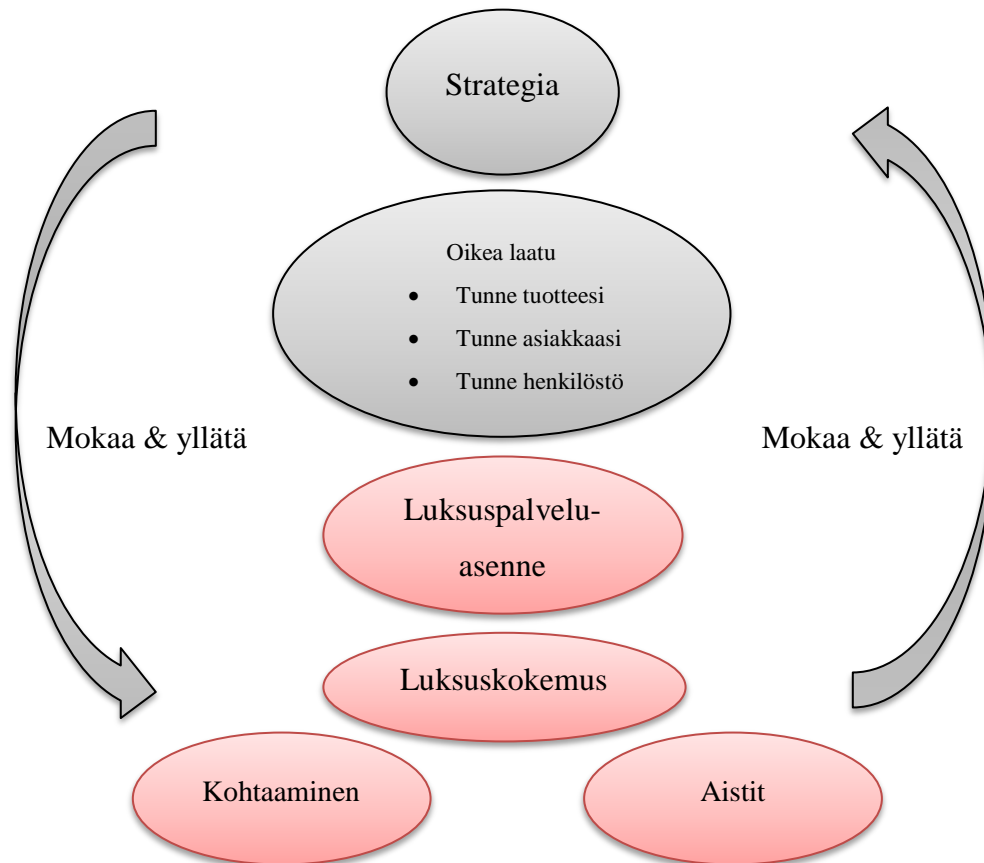 Strategia
Oikea laatu
• Tunne tuotteesi
• Tunne asiakkaasi
• Tunne henkilöstö
Mokaa & yllätä
Mokaa & yllätä
Luksuspalvelu-
asenne
Luksuskokemus
Kohtaaminen
Aistit